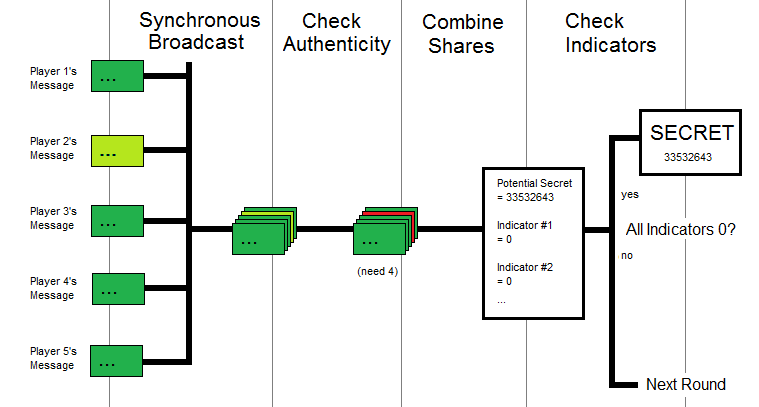 Synchronous
Broadcast
Check
Authenticity
Combine
Shares
Check
Indicators
Player 1's
Message
...
Player 2's
Message
...
Player 3's
Message
...
Player 4's
Message
...
Player 5's
Message
...
...
...
(need 4)
Potential Secret
= 33532643
Indicator #1
= 0
Indicator #2
= 0
...
SECRET
33532643
yes
All Indicators 0?
no
Next Round